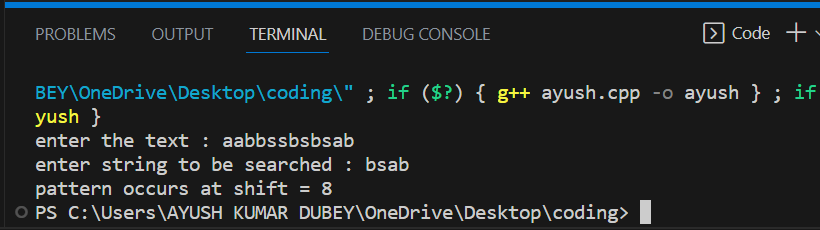 PROBLEMS OUTPUT TERMINAL DEBUG CONSOLE Code
BEY\OneDrive\Desktop\coding\" ; if ($?) { g++ ayush.cpp -o ayush } ; if
yush }
enter the text : aabbssbsbsab
enter string to be searched : bsab
pattern occurs at shift = 8
PS C:\Users\AYUSH KUMAR DUBEY\OneDrive\Desktop\coding>